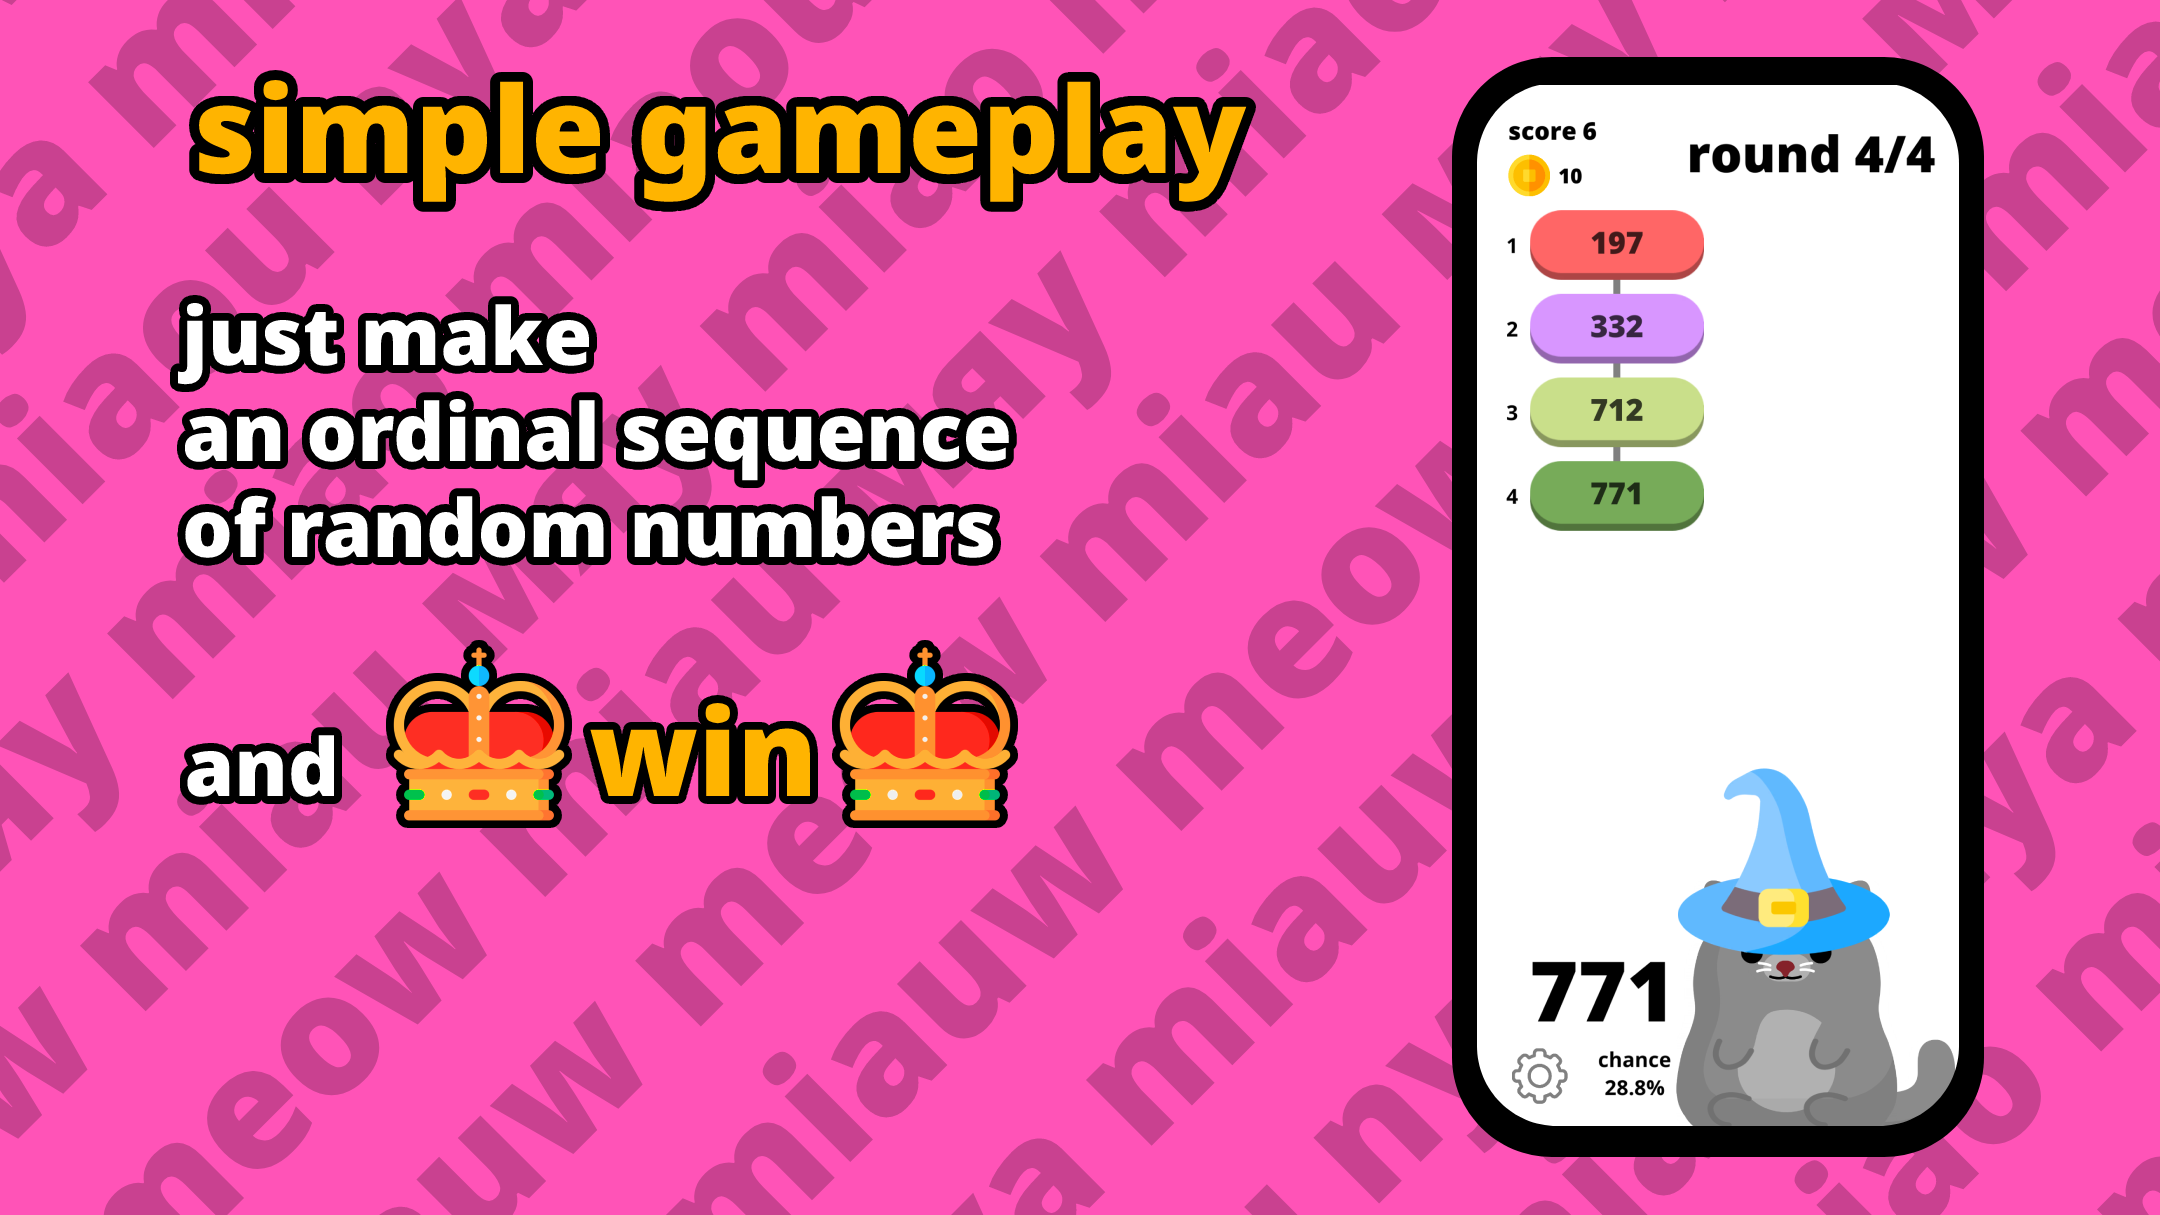 simple gameplay
just make
an ordinal sequence
of random numbers
and win
score 6
10
round 4/4
1 197
2 332
3 712
4 771
771
chance
28.8%